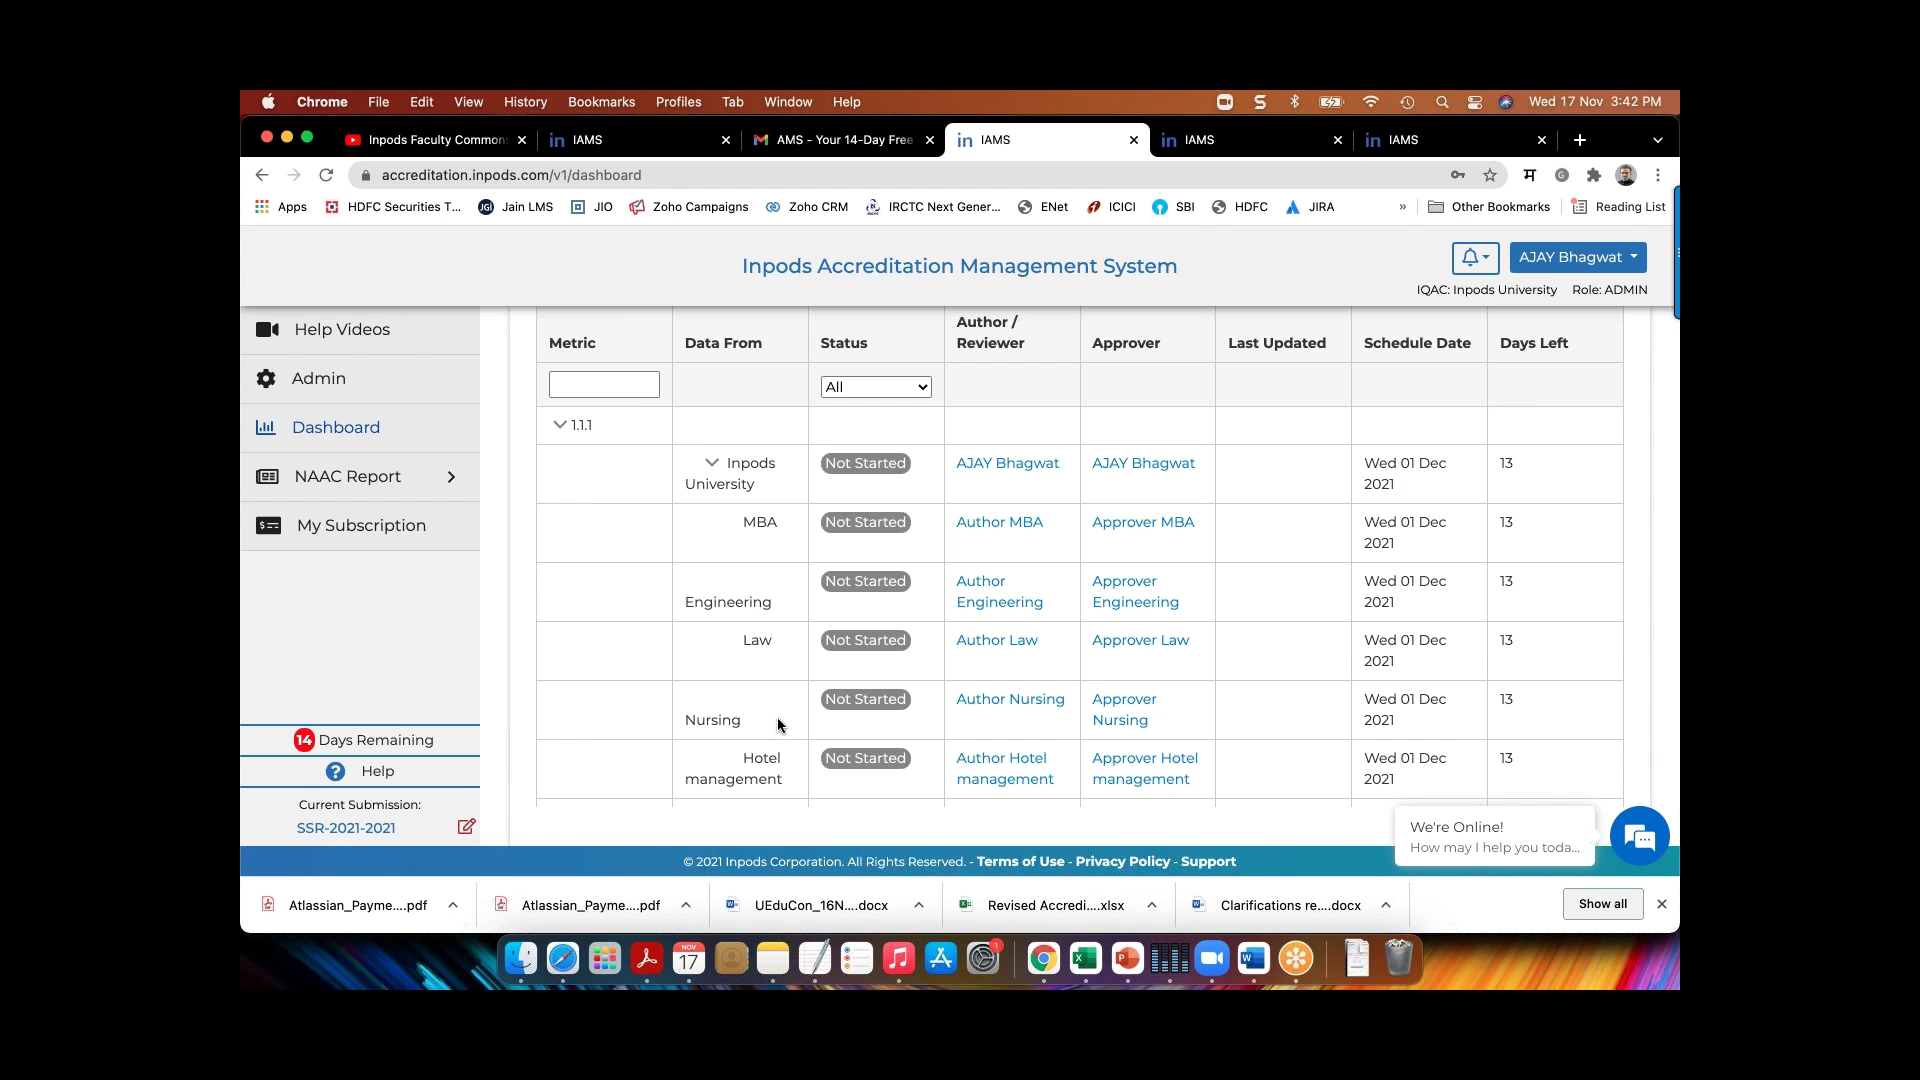 Chrome File Edit View History Bookmarks Profiles Tab Window Help Wed 17 Nov 3:42 PM
Inpods Faculty Common IAMS AMS - Your 14-Day Free IAMS IAMS IAMS
accreditation.inpods.com/v1/dashboard
Apps HDFC Securities T... Jain LMS JIO Zoho Campaigns Zoho CRM IRCTC Next Gener... ENet ICICI SBI HDFC JIRA » Other Bookmarks Reading List
Inpods Accreditation Management System
AJAY Bhagwat
IQAC: Inpods University Role: ADMIN
Help Videos
Admin
Dashboard
NAAC Report
My Subscription
14 Days Remaining
Help
Current Submission:
SSR-2021-2021
Metric Data From Status Author / Reviewer Approver Last Updated Schedule Date Days Left
All
1.1.1
Inpods University Not Started AJAY Bhagwat AJAY Bhagwat Wed 01 Dec 2021 13
MBA Not Started Author MBA Approver MBA Wed 01 Dec 2021 13
Engineering Not Started Author Engineering Approver Engineering Wed 01 Dec 2021 13
Law Not Started Author Law Approver Law Wed 01 Dec 2021 13
Nursing Not Started Author Nursing Approver Nursing Wed 01 Dec 2021 13
Hotel management Not Started Author Hotel management Approver Hotel management Wed 01 Dec 2021 13
We're Online!
How may I help you toda...
© 2021 Inpods Corporation. All Rights Reserved. - Terms of Use - Privacy Policy - Support
Atlassian_Payme....pdf Atlassian_Payme....pdf UEduCon_16N....docx Revised Accredi....xlsx Clarifications re....docx Show all
NOV
17
1